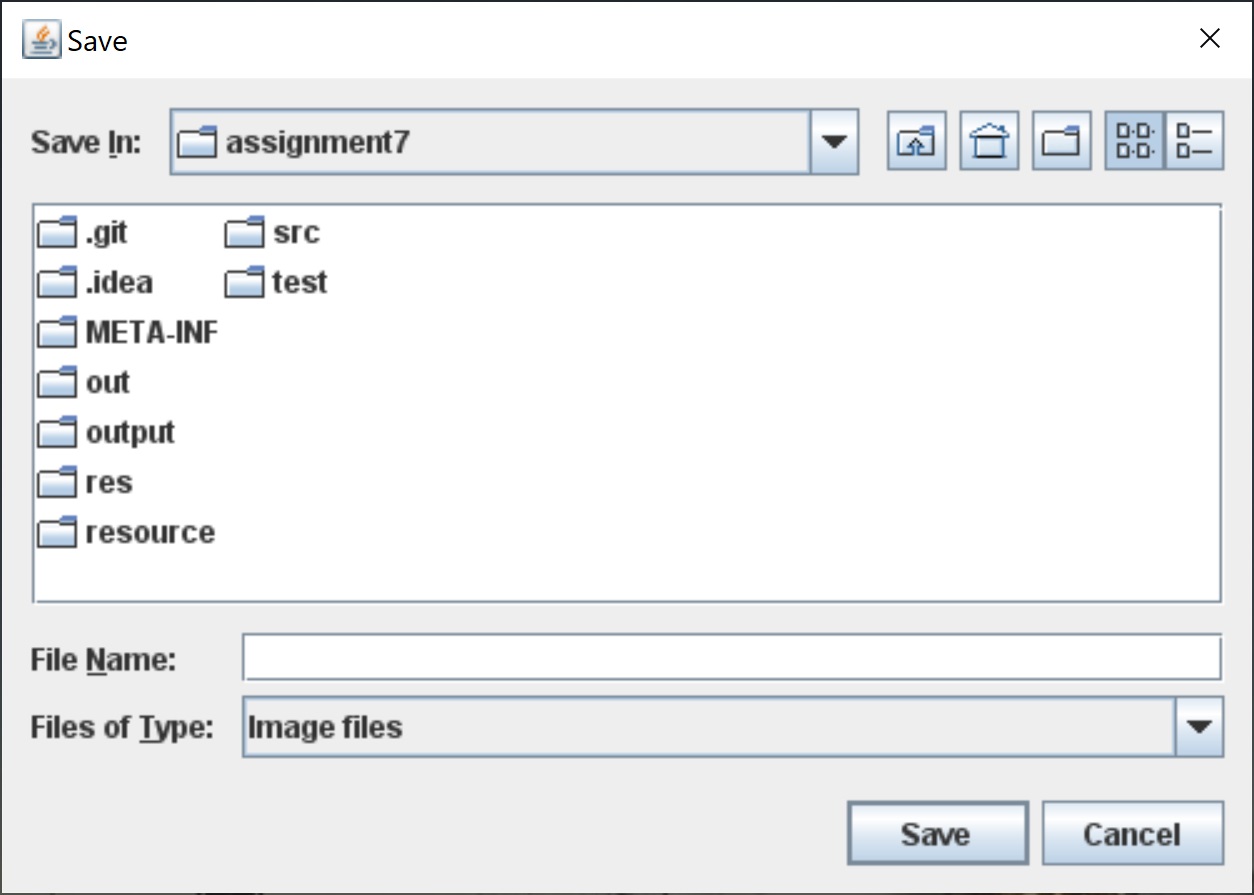 Save
Save In: assignment7
.git
.idea
META-INF
out
output
res
resource
src
test
File Name:
Files of Type: Image files
Save Cancel